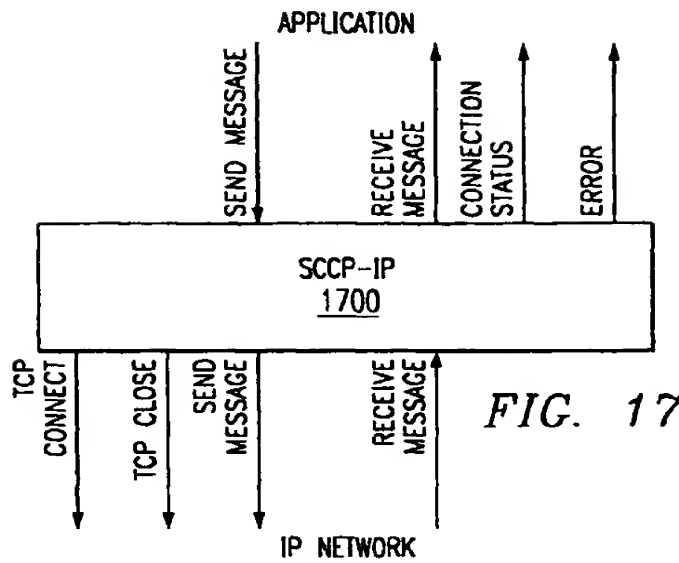 APPLICATION
SEND MESSAGE
RECEIVE
MESSAGE
CONNECTION
STATUS
ERROR
SCCP-IP
1700
TCP
CONNECT
TCP CLOSE
SEND
MESSAGE
RECEIVE
MESSAGE
FIG. 17
IP NETWORK